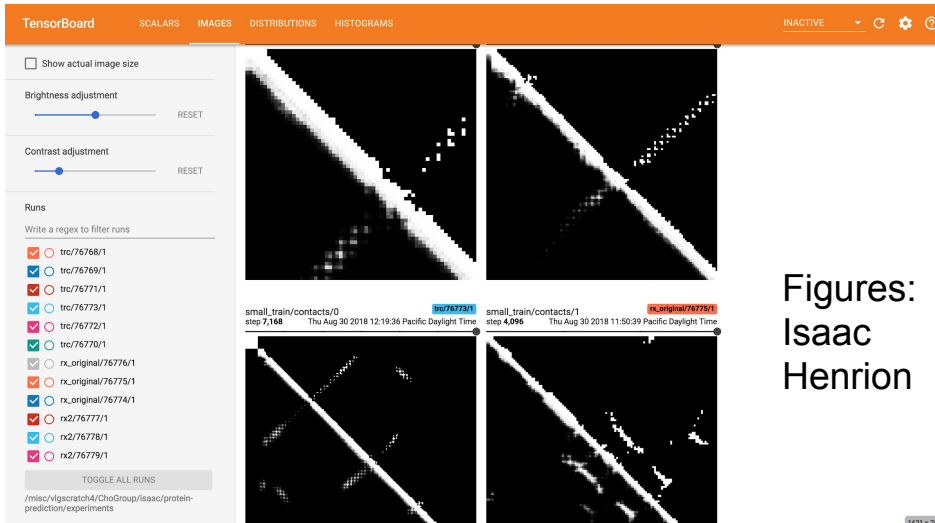 TensorBoard SCALARS IMAGES DISTRIBUTIONS HISTOGRAMS INACTIVE
Show actual image size
Brightness adjustment
RESET
Contrast adjustment
RESET
Runs
Write a regex to filter runs
trc/76768/1
trc/76769/1
trc/76771/1
trc/76773/1
trc/76772/1
trc/76770/1
rx_original/76776/1
rx_original/76775/1
rx_original/76774/1
rx2/76777/1
rx2/76778/1
rx2/76779/1
TOGGLE ALL RUNS
/misc/vlgscratch4/ChoGroup/isaac/protein-
prediction/experiments
small_train/contacts/0 trc/76773/1
step 7,168 Thu Aug 30 2018 12:19:36 Pacific Daylight Time
small_train/contacts/1 rx_original/76775/1
step 4,096 Thu Aug 30 2018 11:50:39 Pacific Daylight Time
Figures:
Isaac
Henrion